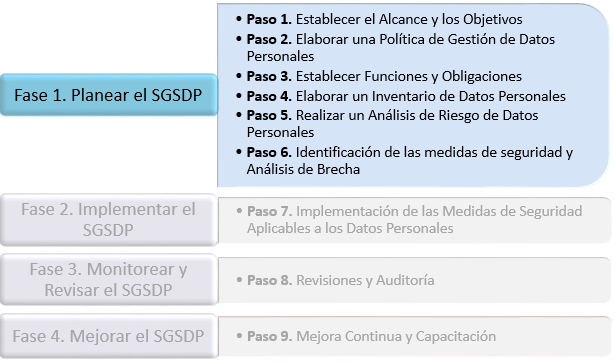 Fase 1. Planear el SGSDP
• Paso 1. Establecer el Alcance y los Objetivos
• Paso 2. Elaborar una Política de Gestión de Datos
Personales
• Paso 3. Establecer Funciones y Obligaciones
• Paso 4. Elaborar un Inventario de Datos Personales
• Paso 5. Realizar un Análisis de Riesgo de Datos
Personales
• Paso 6. Identificación de las medidas de seguridad y
Análisis de Brecha
Fase 2. Implementar el
SGSDP
• Paso 7. Implementación de las Medidas de Seguridad
Aplicables a los Datos Personales
Fase 3. Monitorear y
Revisar el SGSDP
• Paso 8. Revisiones y Auditoría
Fase 4. Mejorar el SGSDP
• Paso 9. Mejora Continua y Capacitación